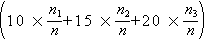 (10 × n₁/n + 15 × n₂/n + 20 × n₃/n)